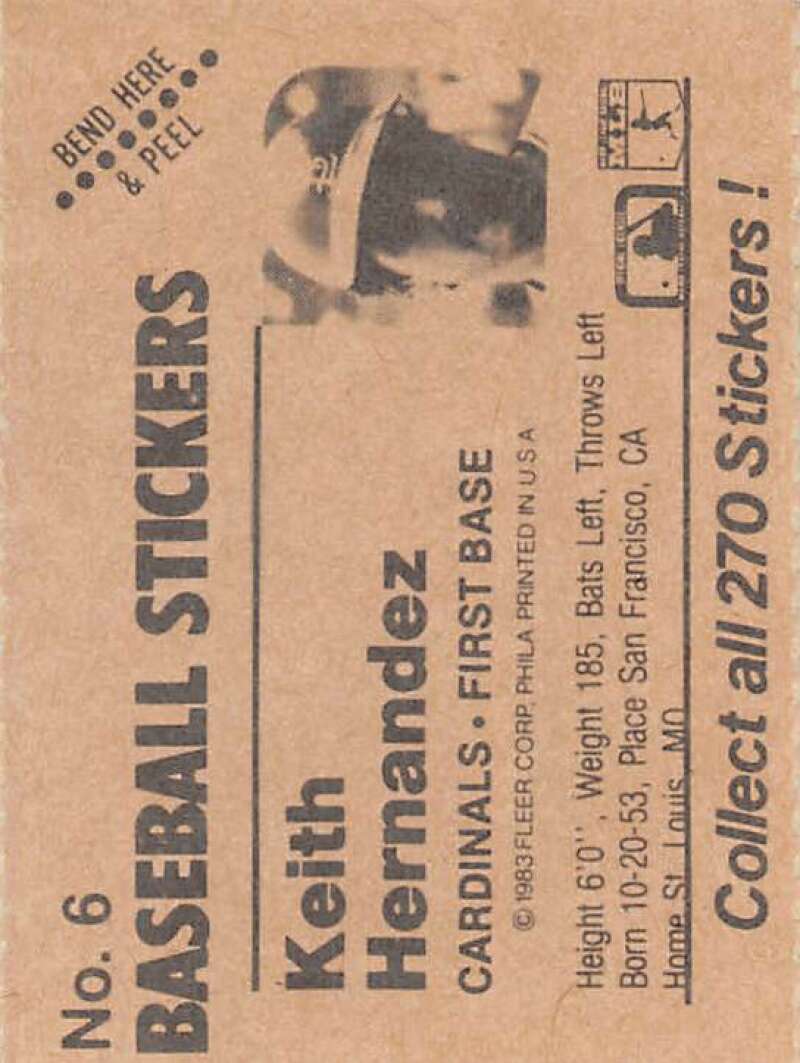 No. 6
BEND HERE
& PEEL
BASEBALL STICKERS
Keith
Hernandez
CARDINALS • FIRST BASE
© 1983 FLEER CORP. PHILA PRINTED IN U S A
Height 6'0'', Weight 185, Bats Left, Throws Left
Born 10-20-53, Place San Francisco, CA
Home St. Louis, MO
Collect all 270 Stickers!